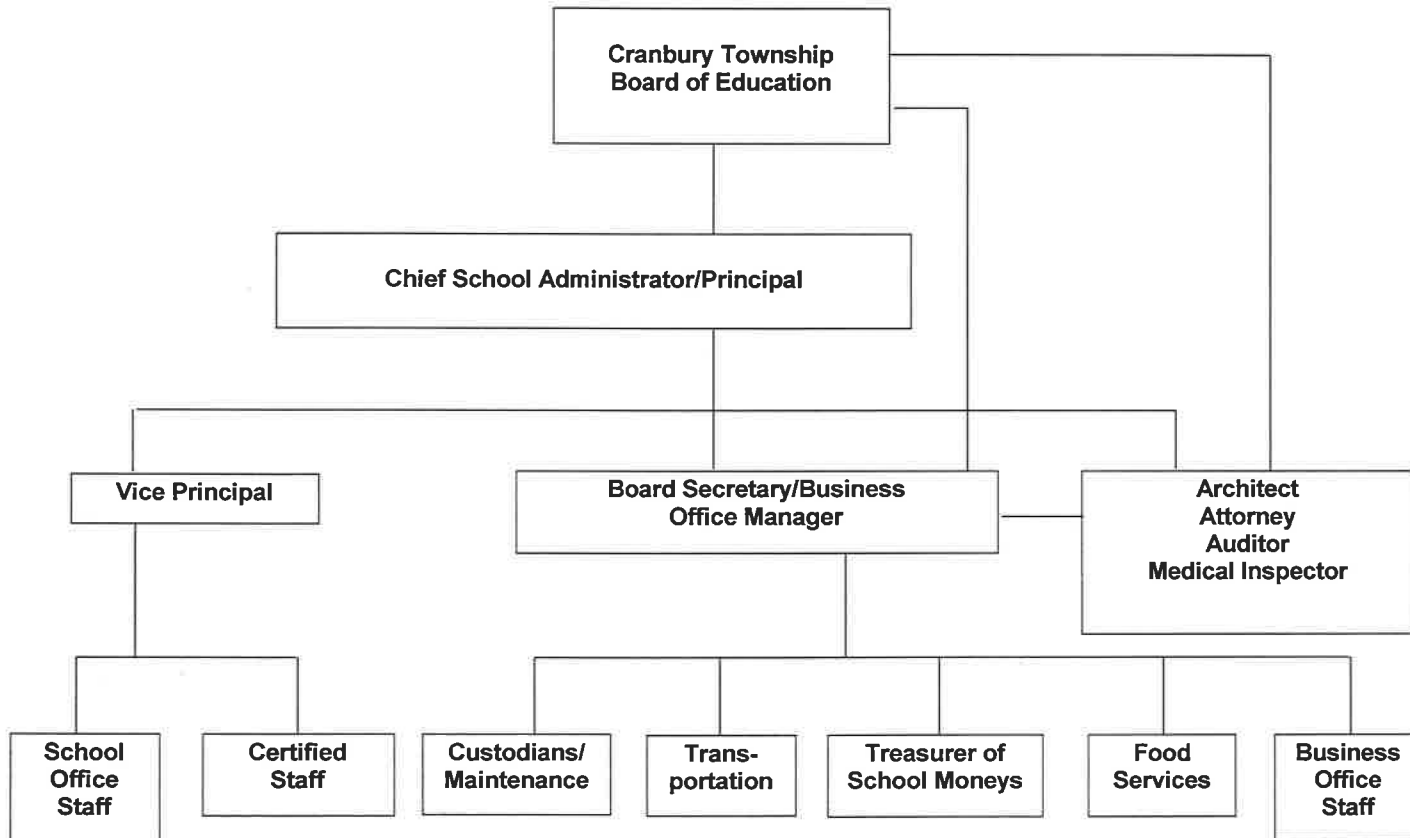 Cranbury Township
Board of Education
Chief School Administrator/Principal
Vice Principal
Board Secretary/Business
Office Manager
Architect
Attorney
Auditor
Medical Inspector
School
Office
Staff
Certified
Staff
Custodians/
Maintenance
Trans-
portation
Treasurer of
School Moneys
Food
Services
Business
Office
Staff